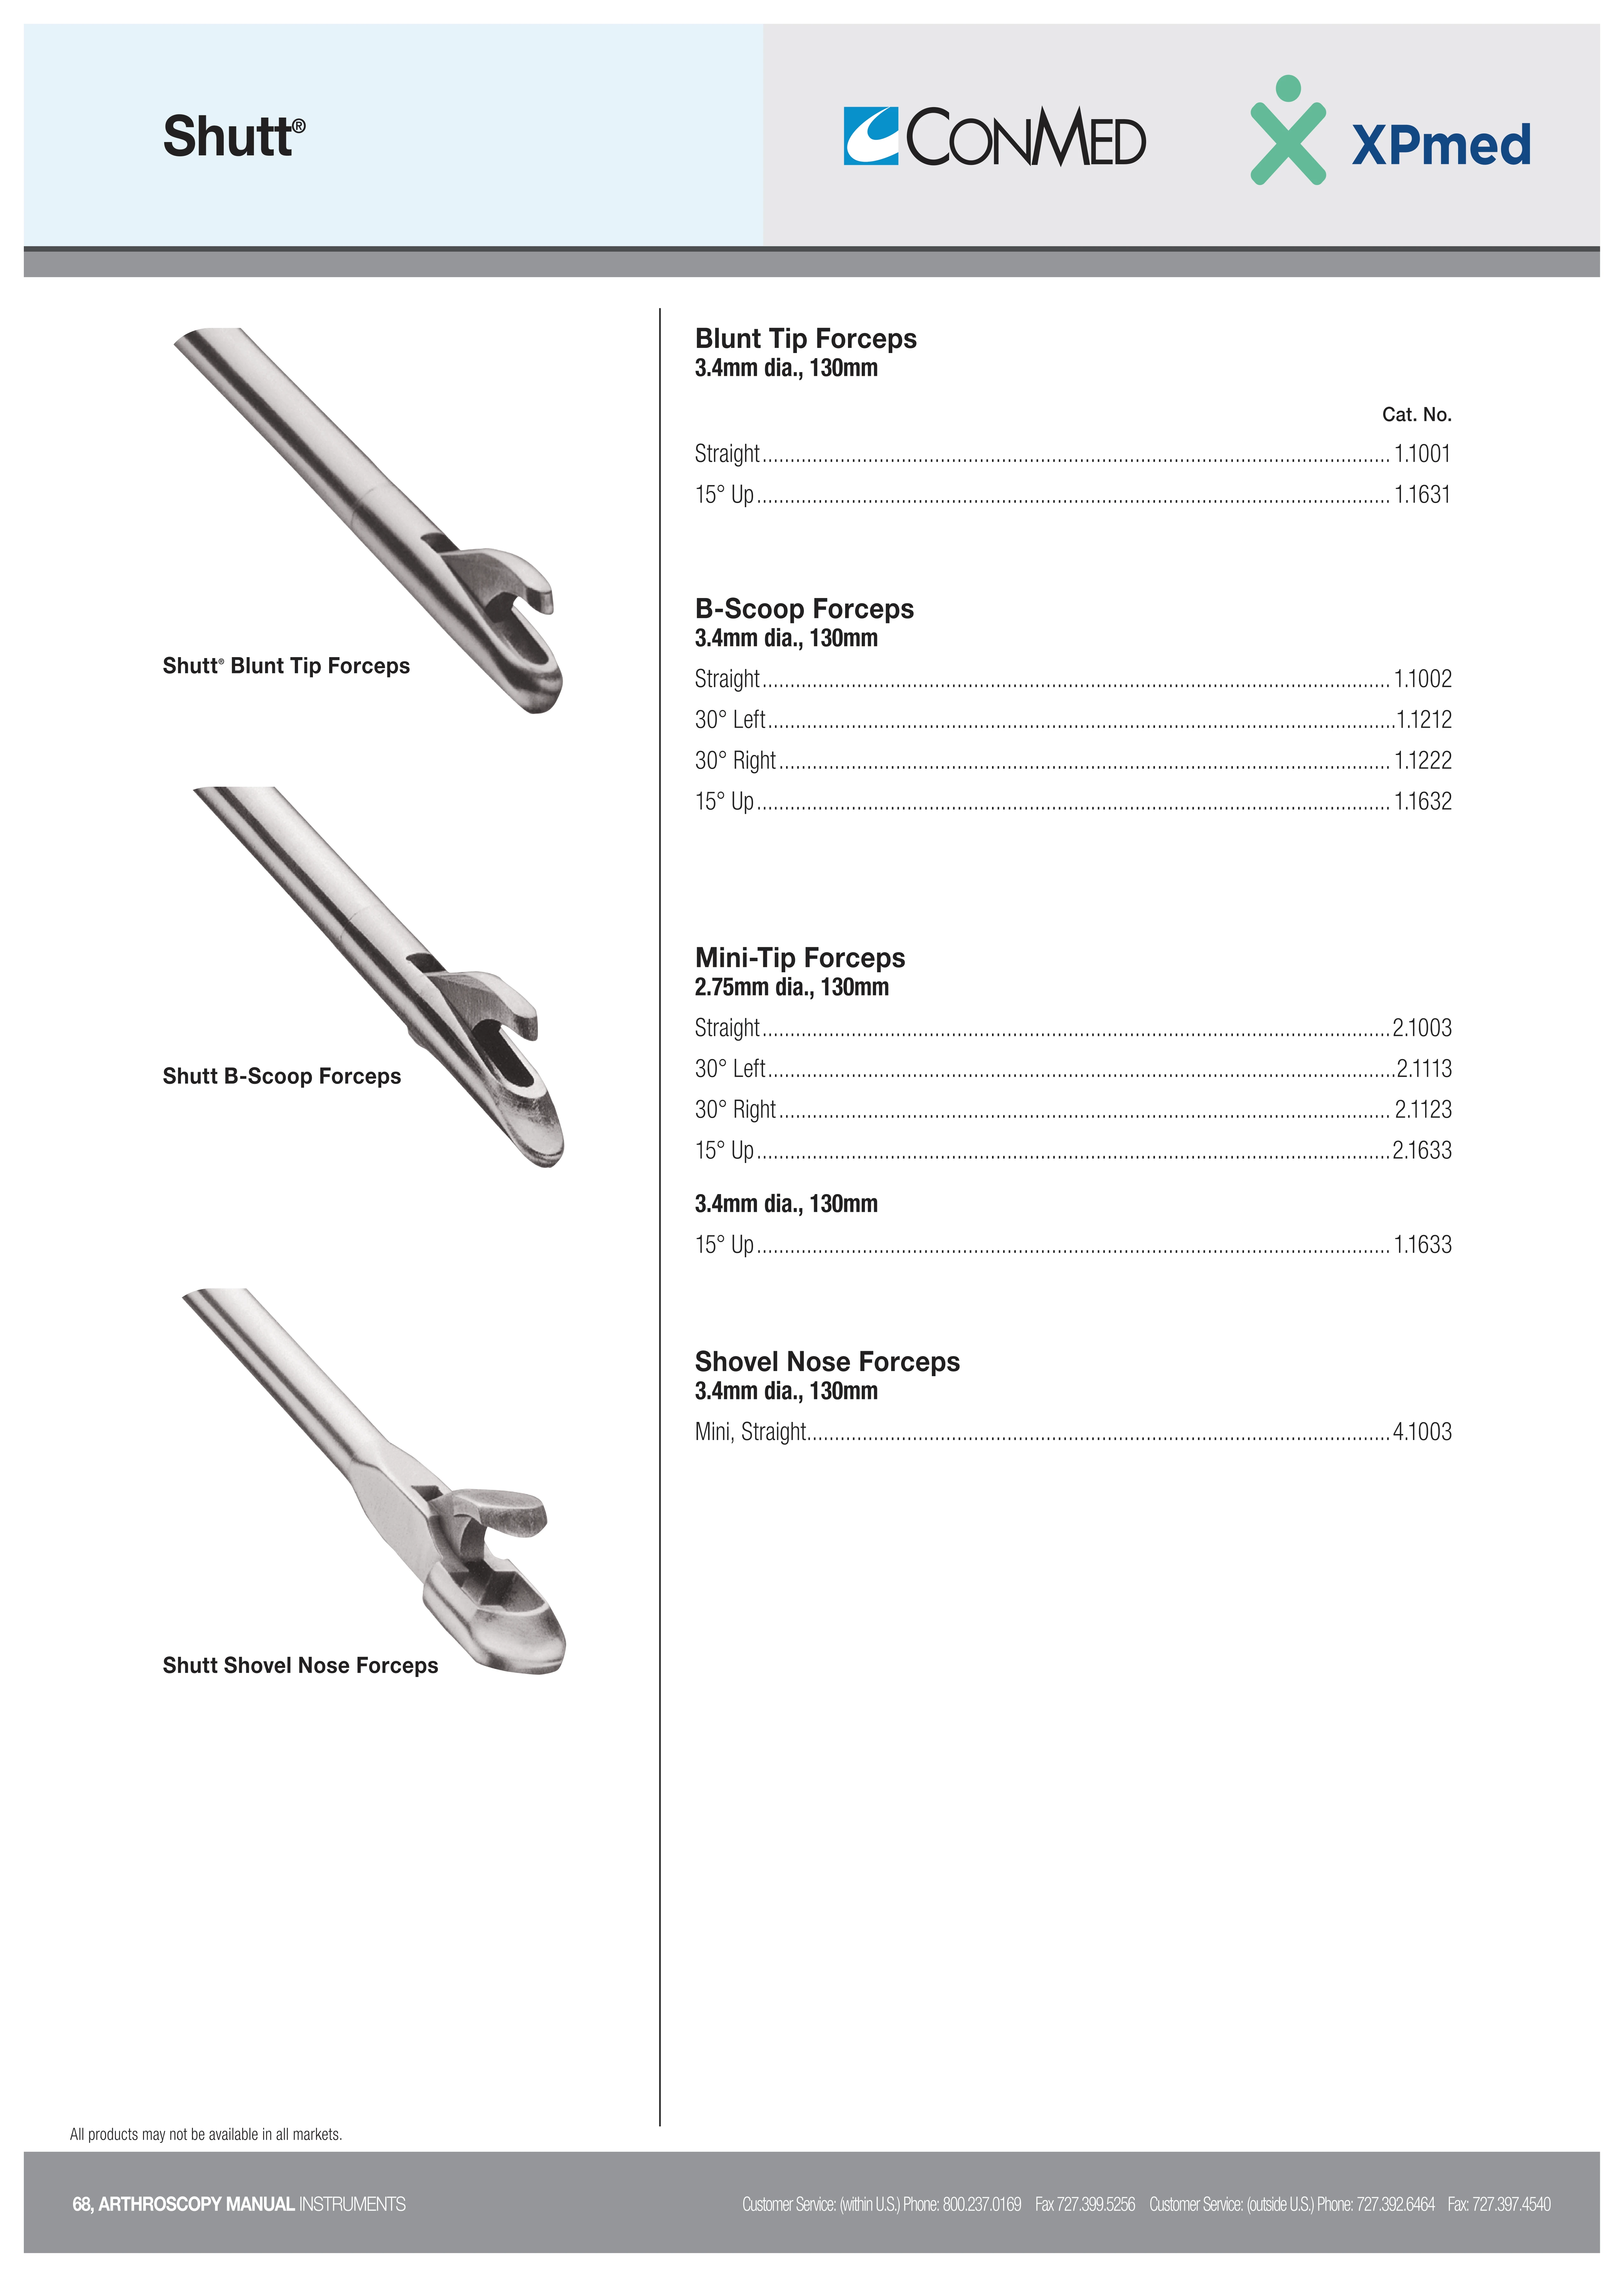 Shutt®
CONMED
XPmed
Shutt® Blunt Tip Forceps
Shutt B-Scoop Forceps
Shutt Shovel Nose Forceps
Blunt Tip Forceps
3.4mm dia., 130mm
Cat. No.
Straight 1.1001
15° Up 1.1631
B-Scoop Forceps
3.4mm dia., 130mm
Straight 1.1002
30° Left 1.1212
30° Right 1.1222
15° Up 1.1632
Mini-Tip Forceps
2.75mm dia., 130mm
Straight 2.1003
30° Left 2.1113
30° Right 2.1123
15° Up 2.1633
3.4mm dia., 130mm
15° Up 1.1633
Shovel Nose Forceps
3.4mm dia., 130mm
Mini, Straight 4.1003
All products may not be available in all markets.
68, ARTHROSCOPY MANUAL INSTRUMENTS
Customer Service: (within U.S.) Phone: 800.237.0169 Fax 727.399.5256 Customer Service: (outside U.S.) Phone: 727.392.6464 Fax: 727.397.4540